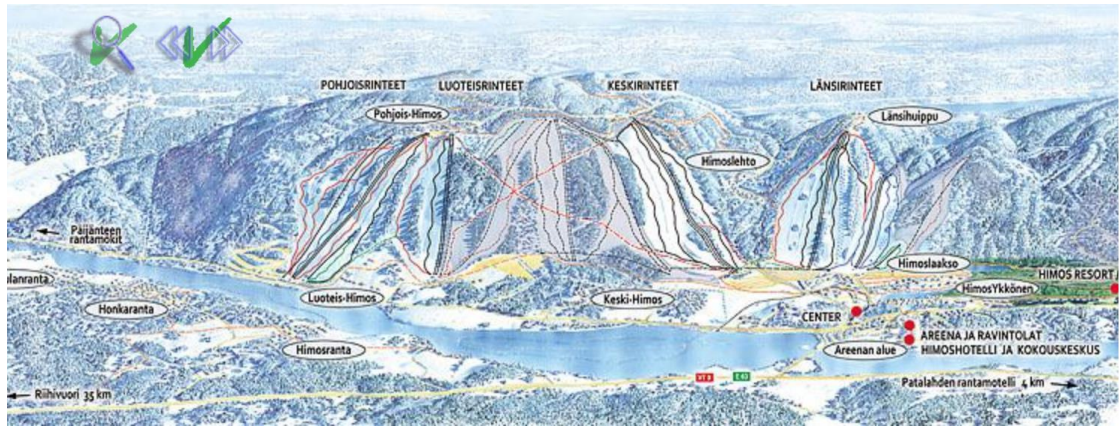 POHJOISRINTEET
LUOTEISRINTEET
KESKIRINTEET
LÄNSIRINTEET
Pohjois-Himos
Länsihuippu
Himoslehto
Päijänteen
rantamökit
Himoslaakso
HIMOS RESORT
lanranta
HimosYkkönen
Luoteis-Himos
Keski-Himos
Honkaranta
CENTER
AREENA JA RAVINTOLAT
Himosranta
Areenan alue
HIMOSHOTELLI JA KOKOUSKESKUS
VT 9
E 63
Patalahden rantamotelli 4 km
Riihivuori 35 km